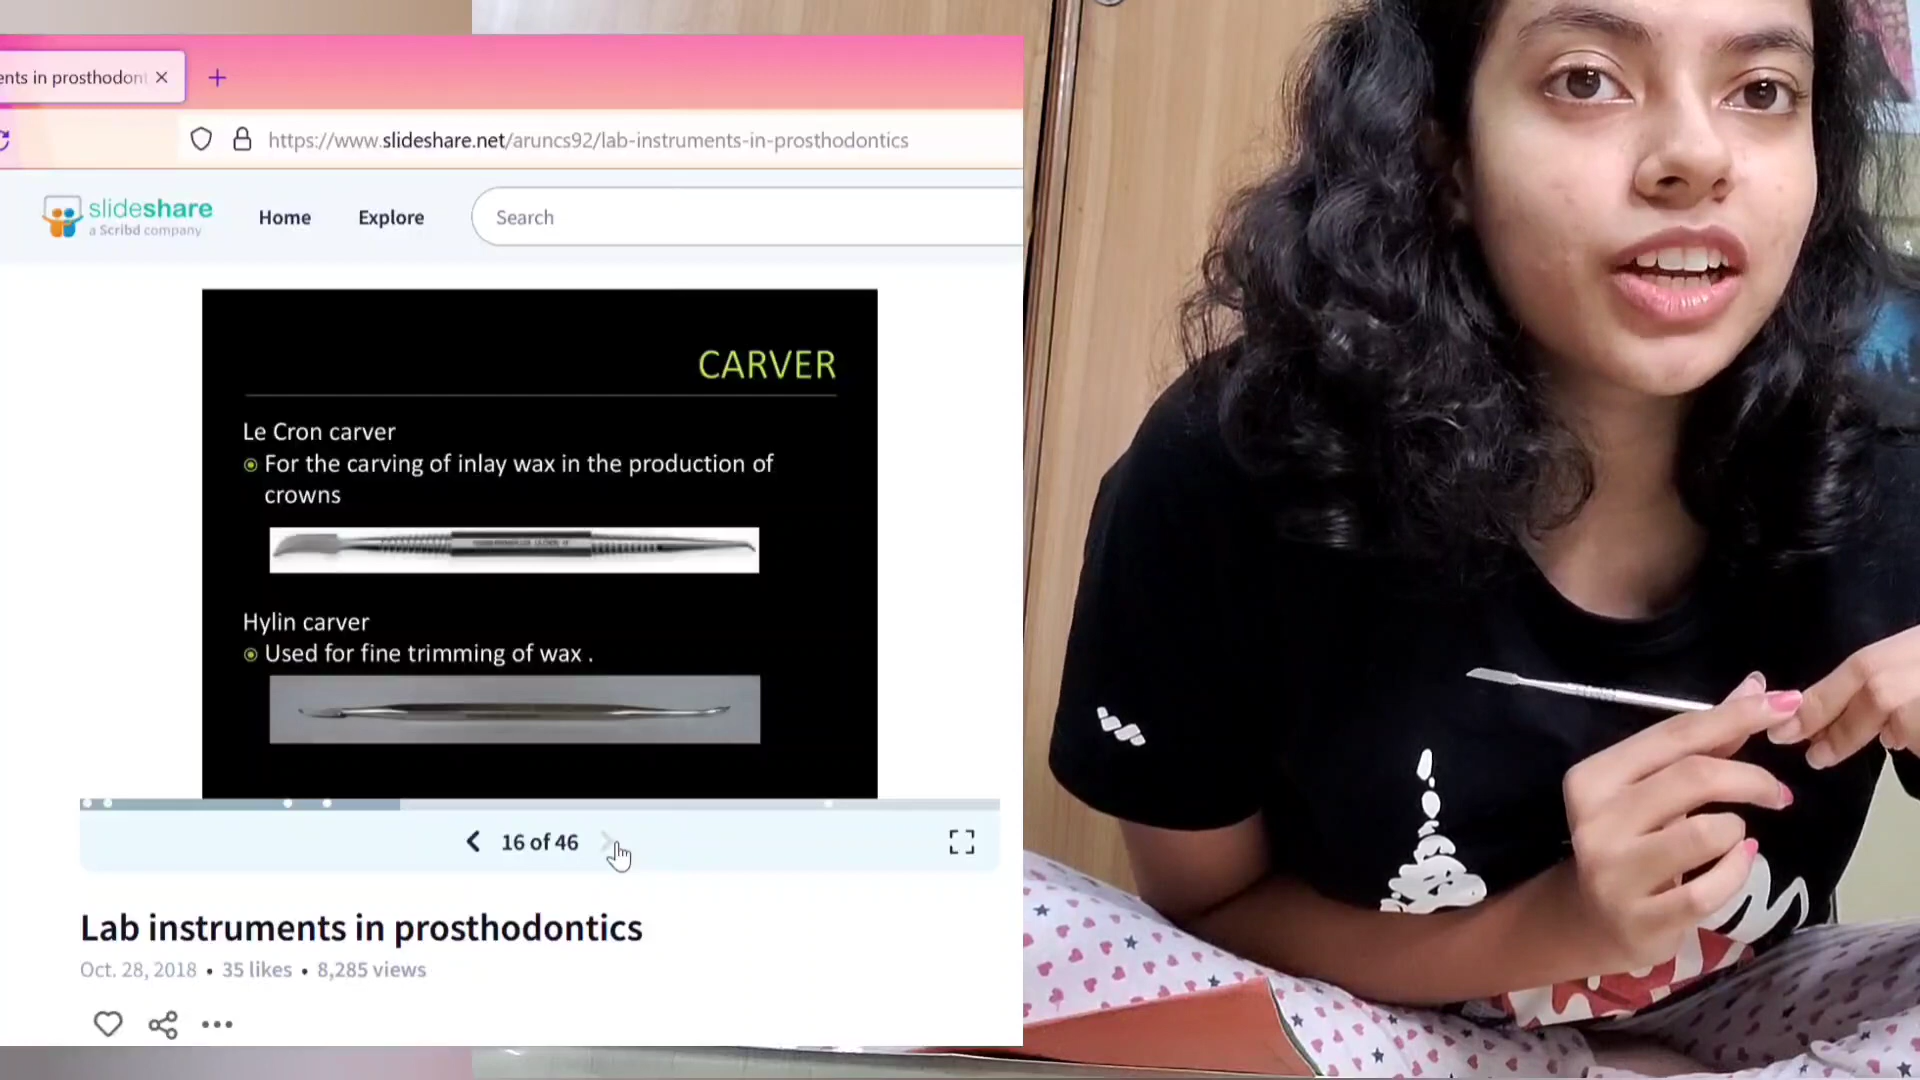 ents in prosthodont
https://www.slideshare.net/aruncs92/lab-instruments-in-prosthodontics
slideshare
a Scribd company
Home
Explore
Search
CARVER
Le Cron carver
For the carving of inlay wax in the production of
crowns
Hylin carver
Used for fine trimming of wax .
16 of 46
Lab instruments in prosthodontics
Oct. 28, 2018 • 35 likes • 8,285 views